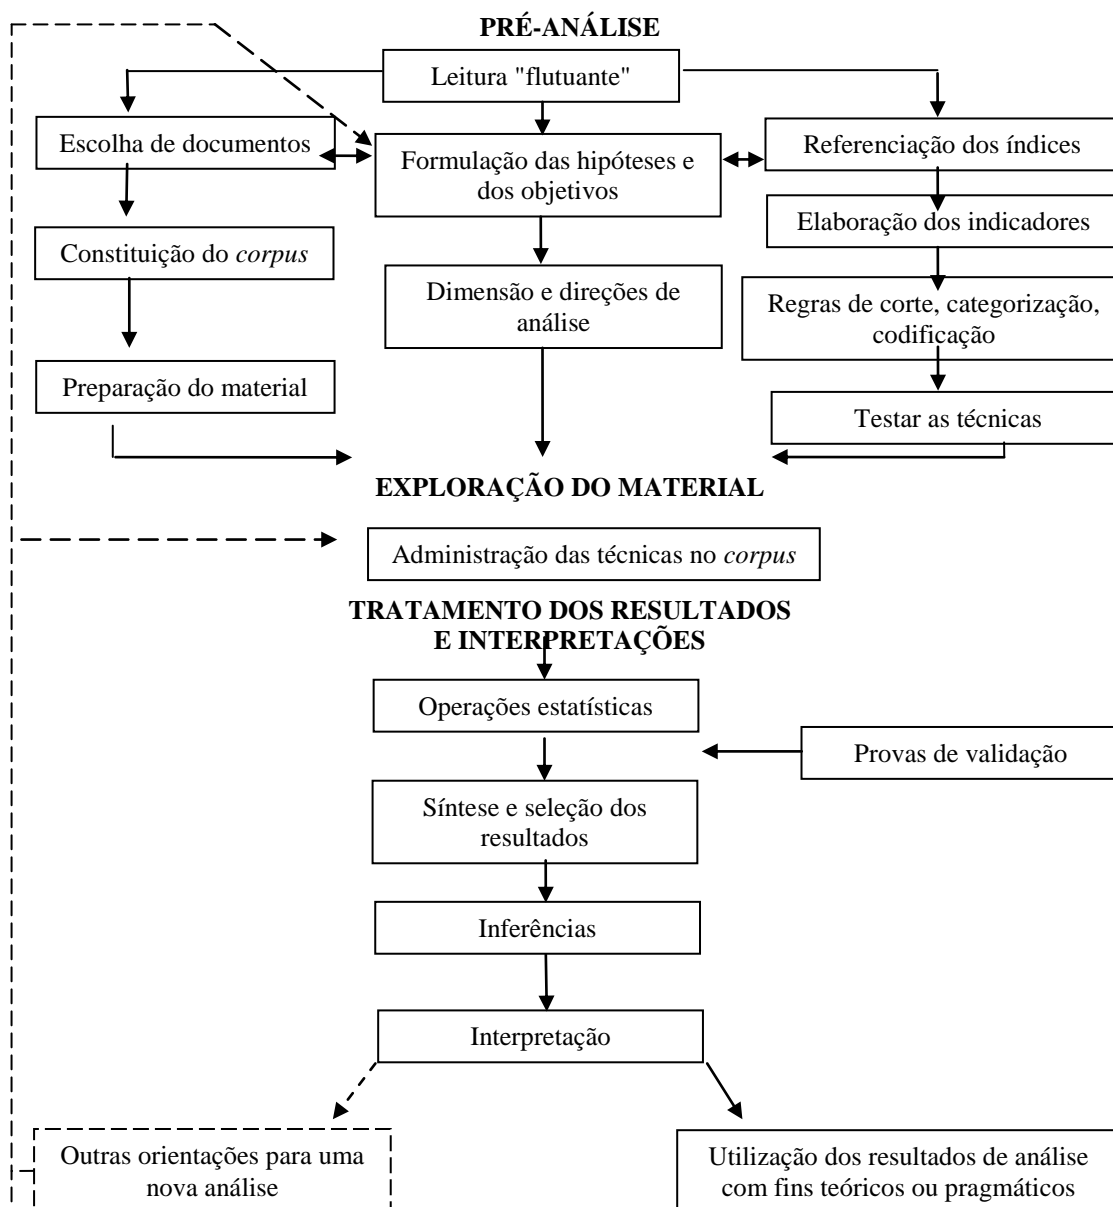 PRÉ-ANÁLISE
Leitura "flutuante"
Escolha de documentos
Formulação das hipóteses e
dos objetivos
Referenciação dos índices
Constituição do corpus
Dimensão e direções de
análise
Elaboração dos indicadores
Regras de corte, categorização,
codificação
Preparação do material
Testar as técnicas
EXPLORAÇÃO DO MATERIAL
Administração das técnicas no corpus
TRATAMENTO DOS RESULTADOS
E INTERPRETAÇÕES
Operações estatísticas
Provas de validação
Síntese e seleção dos
resultados
Inferências
Interpretação
Outras orientações para uma
nova análise
Utilização dos resultados de análise
com fins teóricos ou pragmáticos